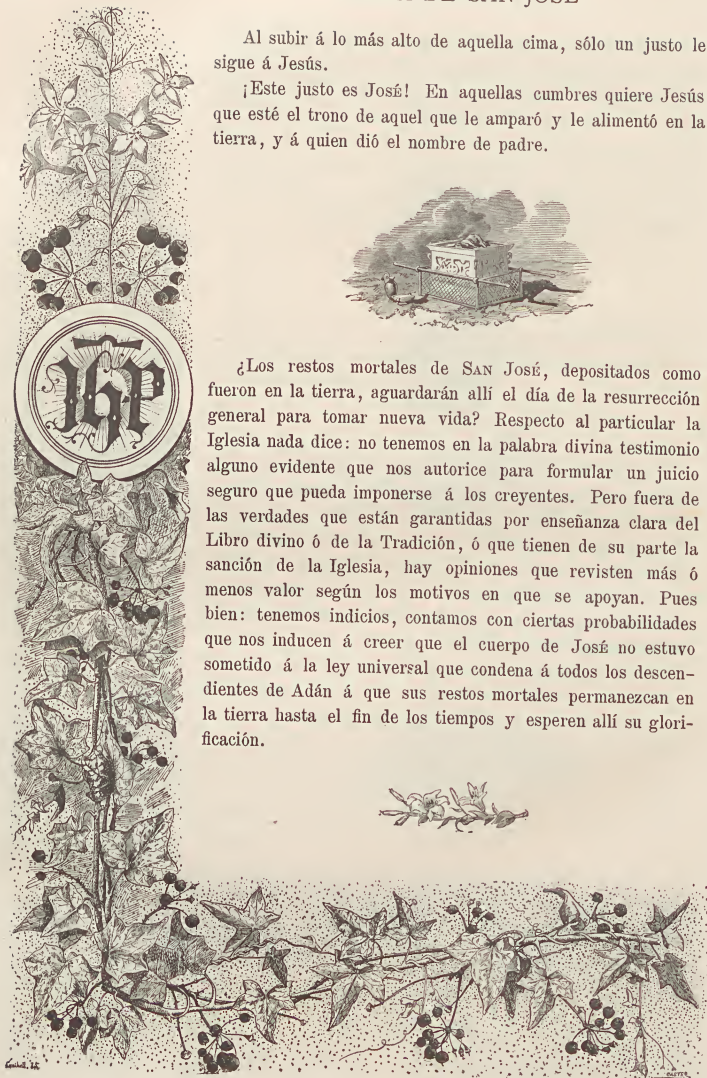 DE SAN JOSÉ
Al subir á lo más alto de aquella cima, sólo un justo le
sigue á Jesús.
¡Este justo es José! En aquellas cumbres quiere Jesús
que esté el trono de aquel que le amparó y le alimentó en la
tierra, y á quien dió el nombre de padre.
¿Los restos mortales de SAN JOSÉ, depositados como
fueron en la tierra, aguardarán allí el día de la resurrección
general para tomar nueva vida? Respecto al particular la
Iglesia nada dice: no tenemos en la palabra divina testimonio
alguno evidente que nos autorice para formular un juicio
seguro que pueda imponerse á los creyentes. Pero fuera de
las verdades que están garantidas por enseñanza clara del
Libro divino ó de la Tradición, ó que tienen de su parte la
sanción de la Iglesia, hay opiniones que revisten más ó
menos valor según los motivos en que se apoyan. Pues
bien: tenemos indicios, contamos con ciertas probabilidades
que nos inducen á creer que el cuerpo de José no estuvo
sometido á la ley universal que condena á todos los descen-
dientes de Adán á que sus restos mortales permanezcan en
la tierra hasta el fin de los tiempos y esperen allí su glori-
ficación.